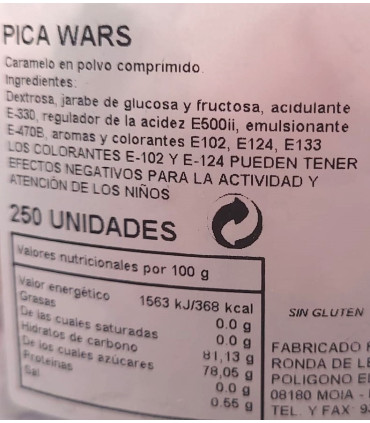 PICA WARS
Caramelo en polvo comprimido.
Ingredientes:
Dextrosa, jarabe de glucosa y fructosa, acidulante
E-330, regulador de la acidez E500ii, emulsionante
E-470B, aromas y colorantes E102, E124, E133
LOS COLORANTES E-102 Y E-124 PUEDEN TENER
EFECTOS NEGATIVOS PARA LA ACTIVIDAD Y
ATENCIÓN DE LOS NIÑOS
250 UNIDADES
Valores nutricionales por 100 g
Valor energético 1563 kJ/368 kcal
Grasas 0.0 g
De las cuales saturadas 0.0 g
Hidratos de carbono 81,13 g
De los cuales azúcares 78,05 g
Proteínas 0.0 g
Sal 0.56 g
SIN GLUTEN
FABRICADO
RONDA DE
POLIGONO
08180 MOIA -
TEL. Y FAX